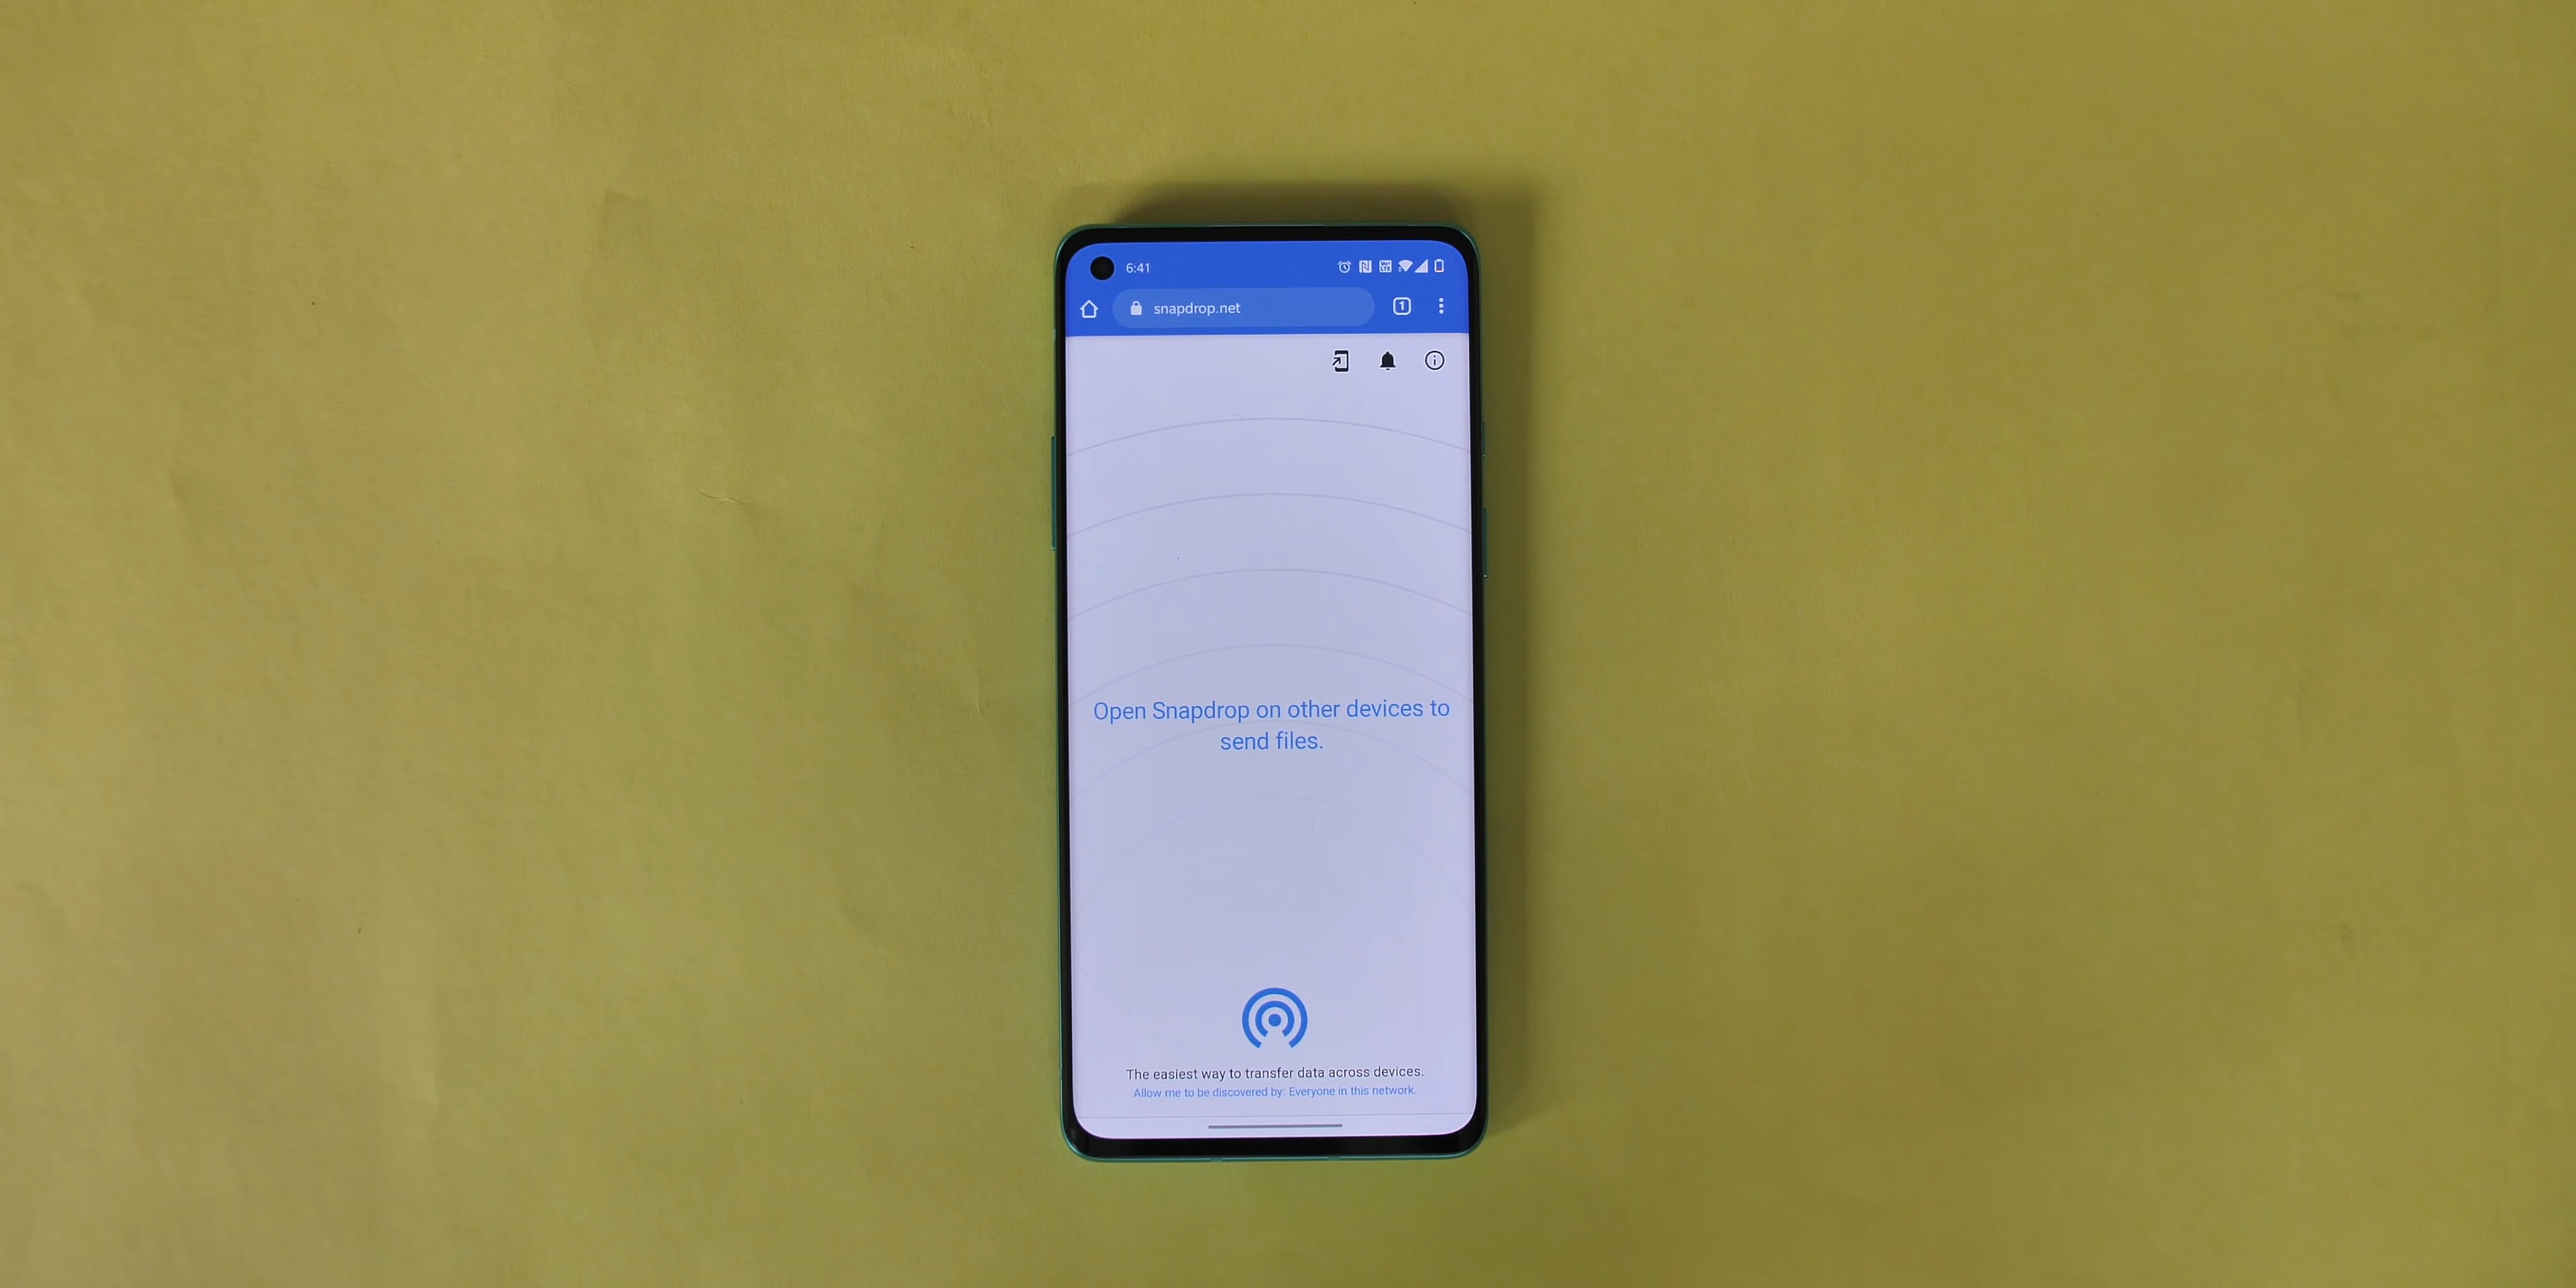 6:41
snapdrop.net
1
Open Snapdrop on other devices to
send files.
The easiest way to transfer data across devices.
Allow me to be discovered by: Everyone in this network.